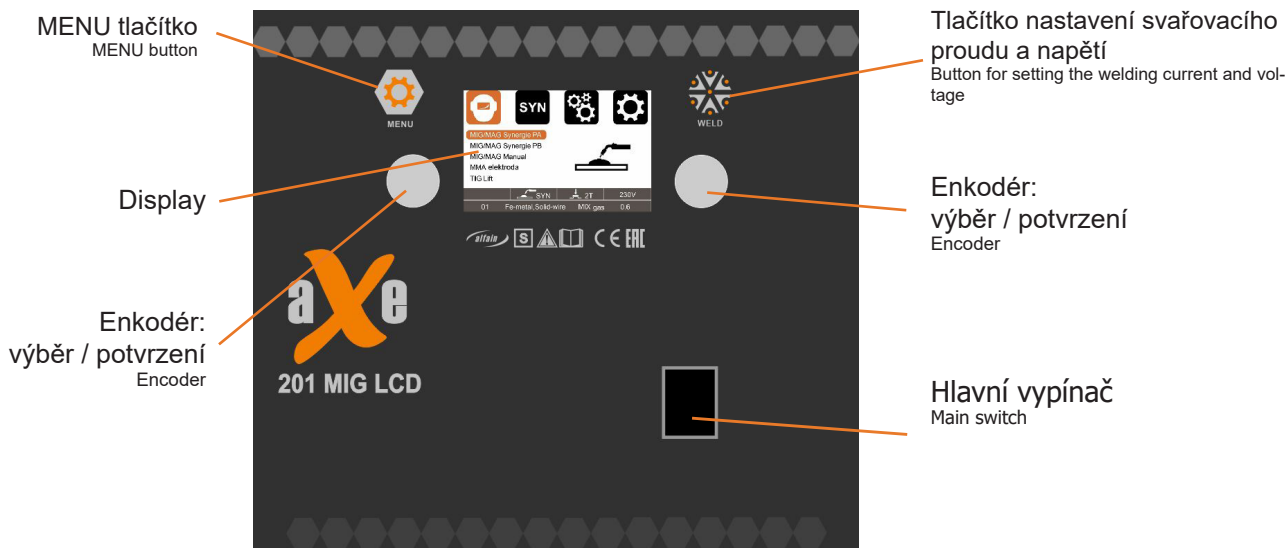 MENU tlačítko
MENU button
Display
Enkodér:
výběr / potvrzení
Encoder
MENU
WELD
SYN
MIG/MAG Synergie PA
MIG/MAG Synergie PB
MIG/MAG Manual
MMA elektroda
TIG Lift
SYN 2T 230V
01 Fe-metal,Solid-wire MIX gas 0.6
alfain S CE EAC
aXe
201 MIG LCD
Tlačítko nastavení svařovacího
proudu a napětí
Button for setting the welding current and vol-
tage
Enkodér:
výběr / potvrzení
Encoder
Hlavní vypínač
Main switch